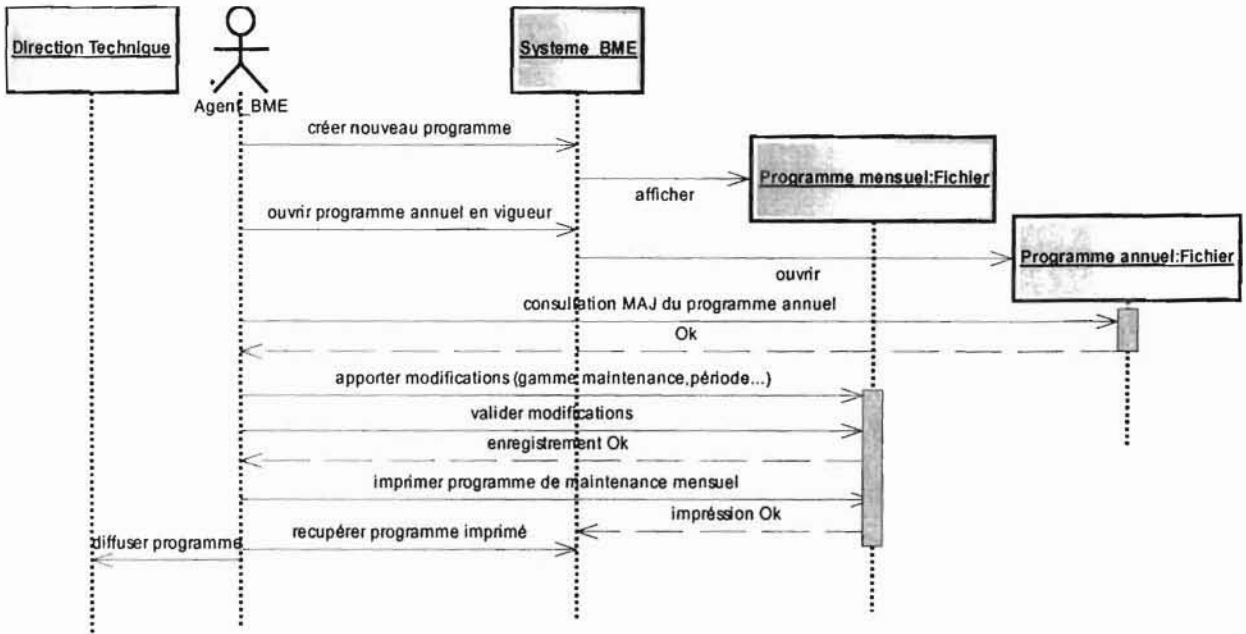 Direction Technique
Agent_BME
Systeme_BME
créer nouveau programme
Programme mensuel:Fichier
afficher
ouvrir programme annuel en vigueur
Programme annuel:Fichier
ouvrir
consultation MAJ du programme annuel
Ok
apporter modifications (gamme maintenance,période...)
valider modifications
enregistrement Ok
imprimer programme de maintenance mensuel
impréssion Ok
recupérer programme imprimé
diffuser programme